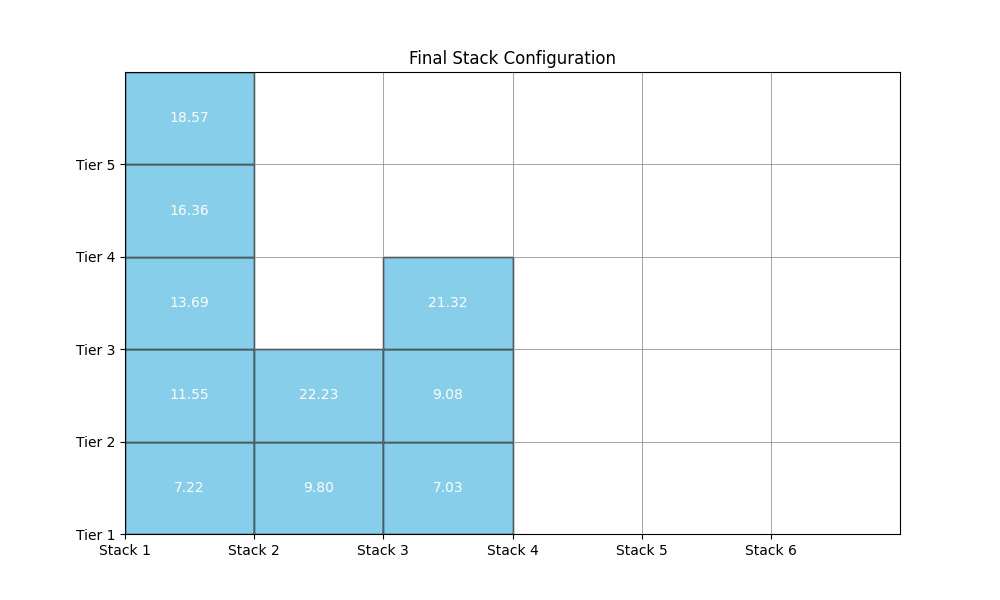 Final Stack Configuration
18.57
Tier 5
16.36
Tier 4
13.69 21.32
Tier 3
11.55 22.23 9.08
Tier 2
7.22 9.80 7.03
Tier 1
Stack 1 Stack 2 Stack 3 Stack 4 Stack 5 Stack 6